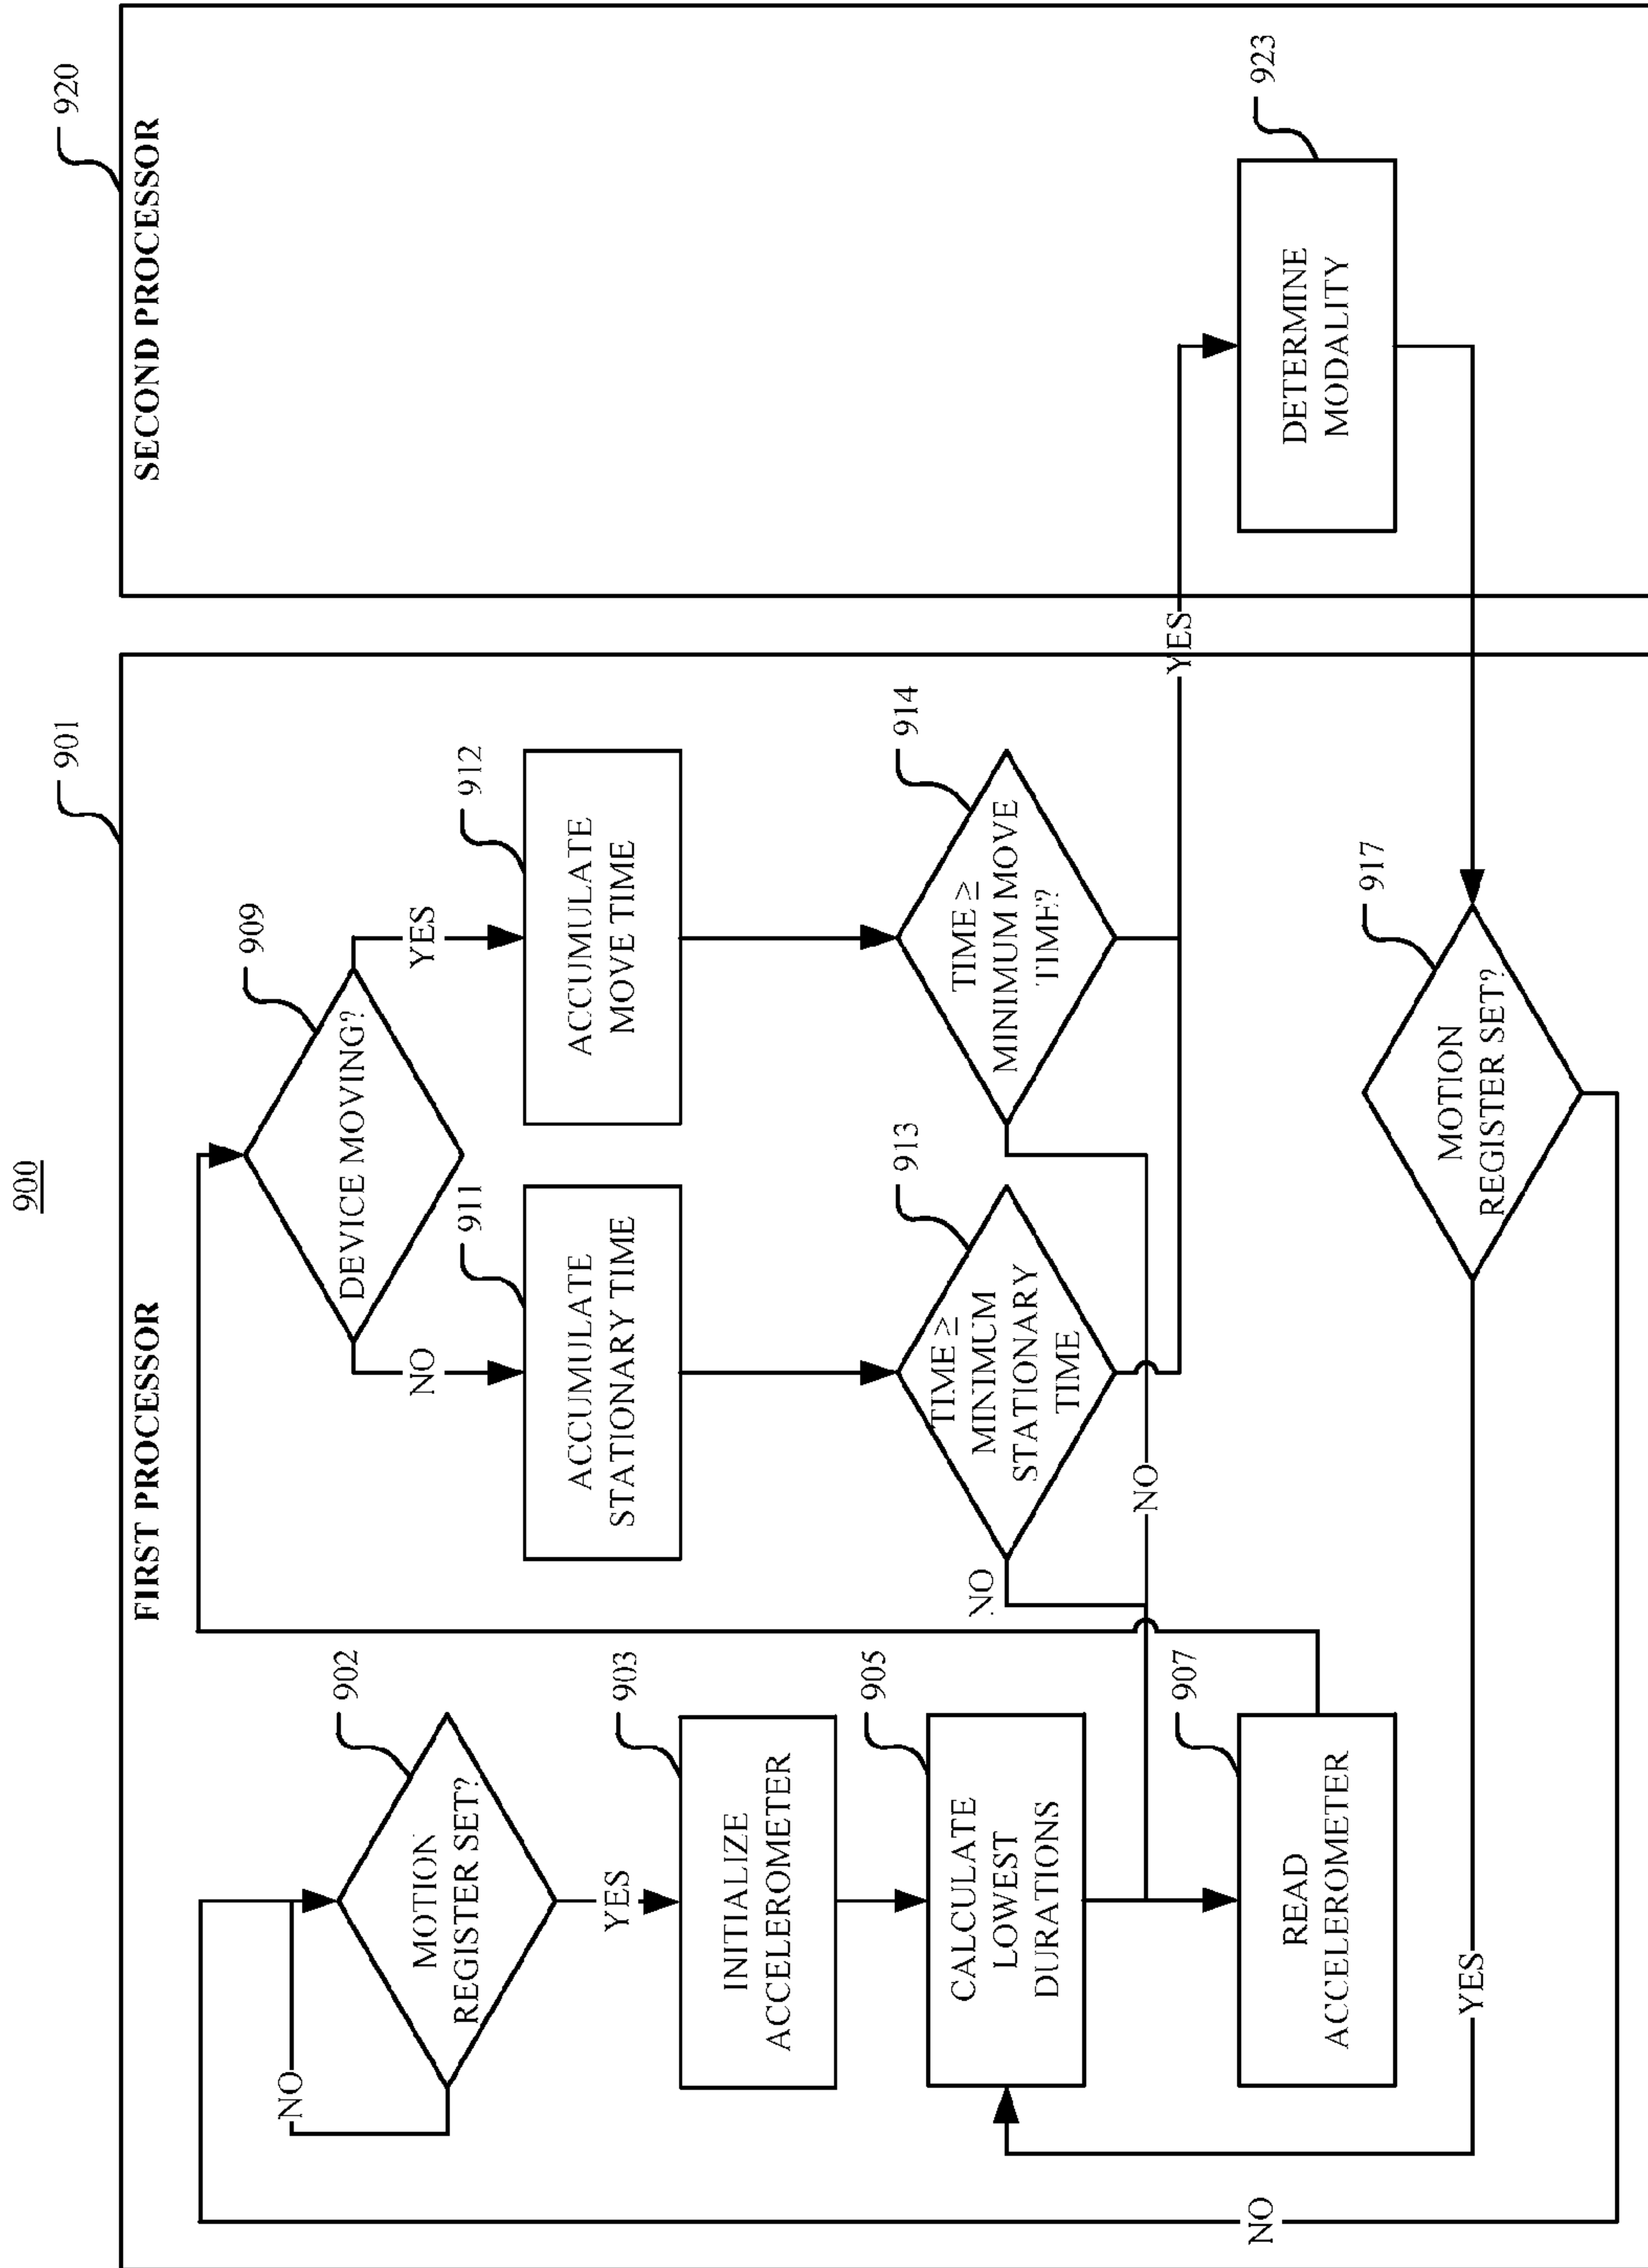 900
901
FIRST PROCESSOR
902
MOTION
REGISTER SET?
NO
YES
903
INITIALIZE
ACCELEROMETER
905
CALCULATE
LOWEST
DURATIONS
907
READ
ACCELEROMETER
909
DEVICE MOVING?
NO
YES
911
ACCUMULATE
STATIONARY TIME
912
ACCUMULATE
MOVE TIME
913
TIME ≥
MINIMUM
STATIONARY
TIME
NO
914
TIME ≥
MINIMUM MOVE
TIME?
NO
YES
917
MOTION
REGISTER SET?
YES
NO
920
SECOND PROCESSOR
923
DETERMINE
MODALITY